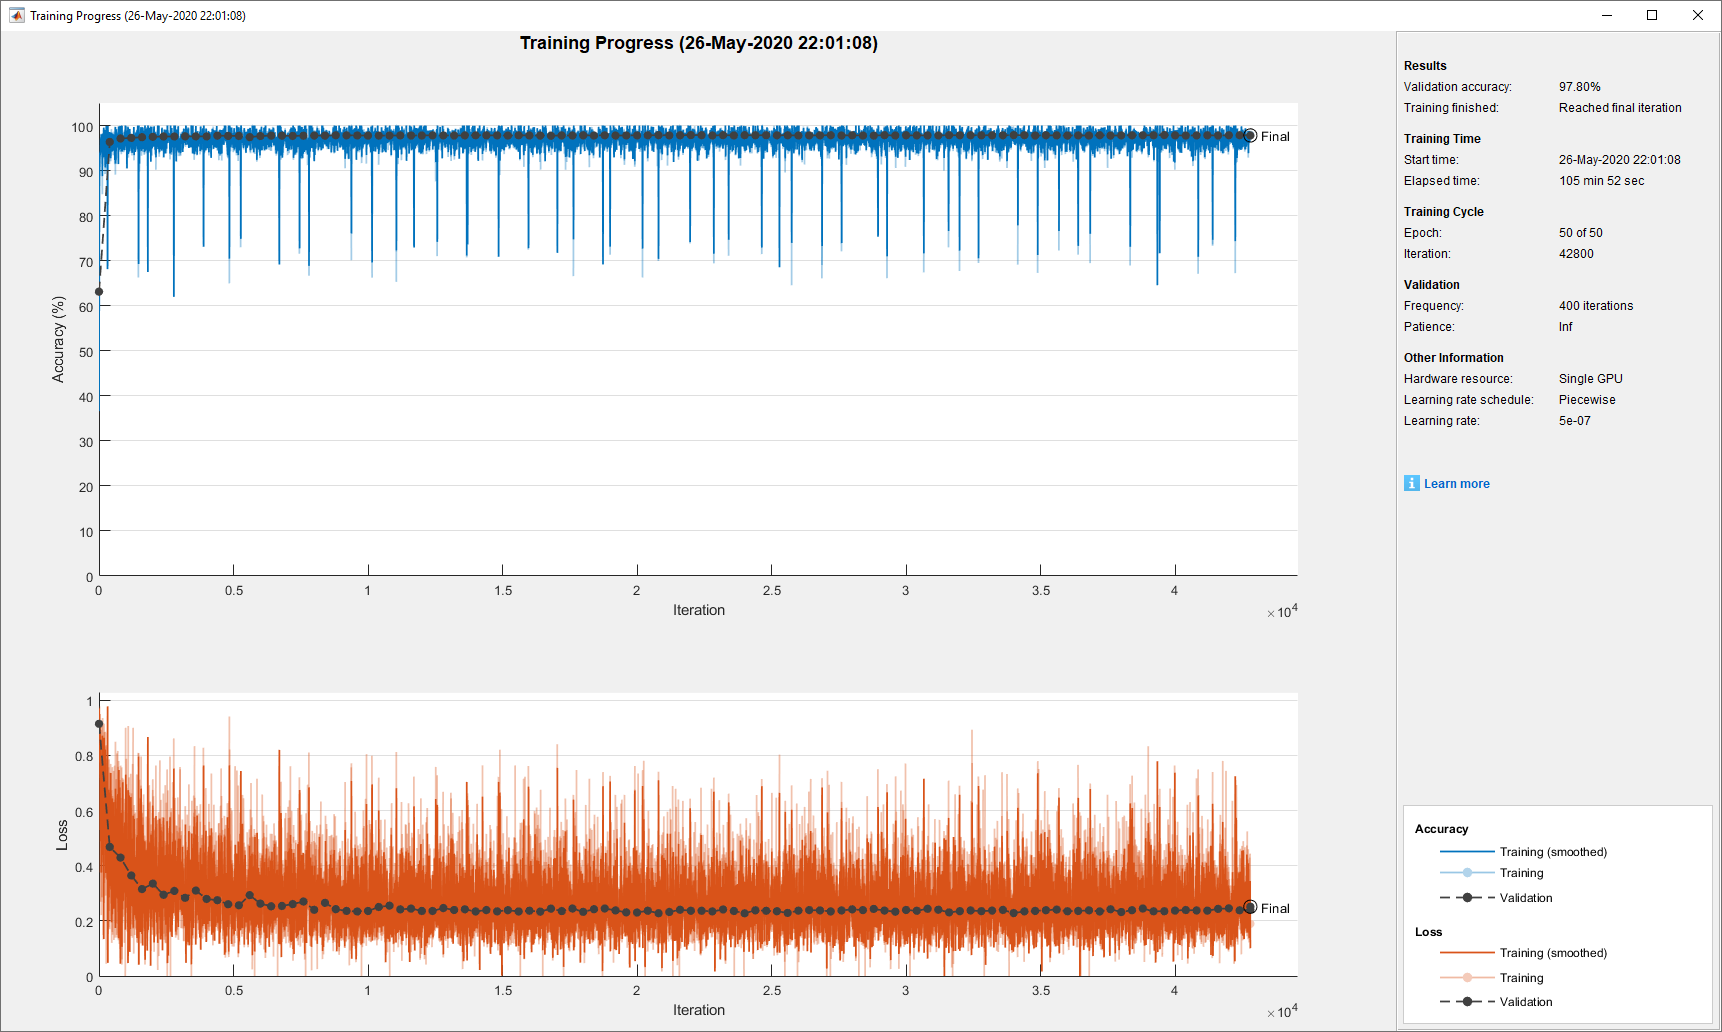 Training Progress (26-May-2020 22:01:08)
Training Progress (26-May-2020 22:01:08)
100
90
80
70
60
50
40
30
20
10
0
Accuracy (%)
Final
0 0.5 1 1.5 2 2.5 3 3.5 4
Iteration
×10^4
1
0.8
0.6
0.4
0.2
0
Loss
Final
0 0.5 1 1.5 2 2.5 3 3.5 4
Iteration
×10^4
Results
Validation accuracy: 97.80%
Training finished: Reached final iteration
Training Time
Start time: 26-May-2020 22:01:08
Elapsed time: 105 min 52 sec
Training Cycle
Epoch: 50 of 50
Iteration: 42800
Validation
Frequency: 400 iterations
Patience: Inf
Other Information
Hardware resource: Single GPU
Learning rate schedule: Piecewise
Learning rate: 5e-07
i Learn more
Accuracy
Training (smoothed)
Training
Validation
Loss
Training (smoothed)
Training
Validation